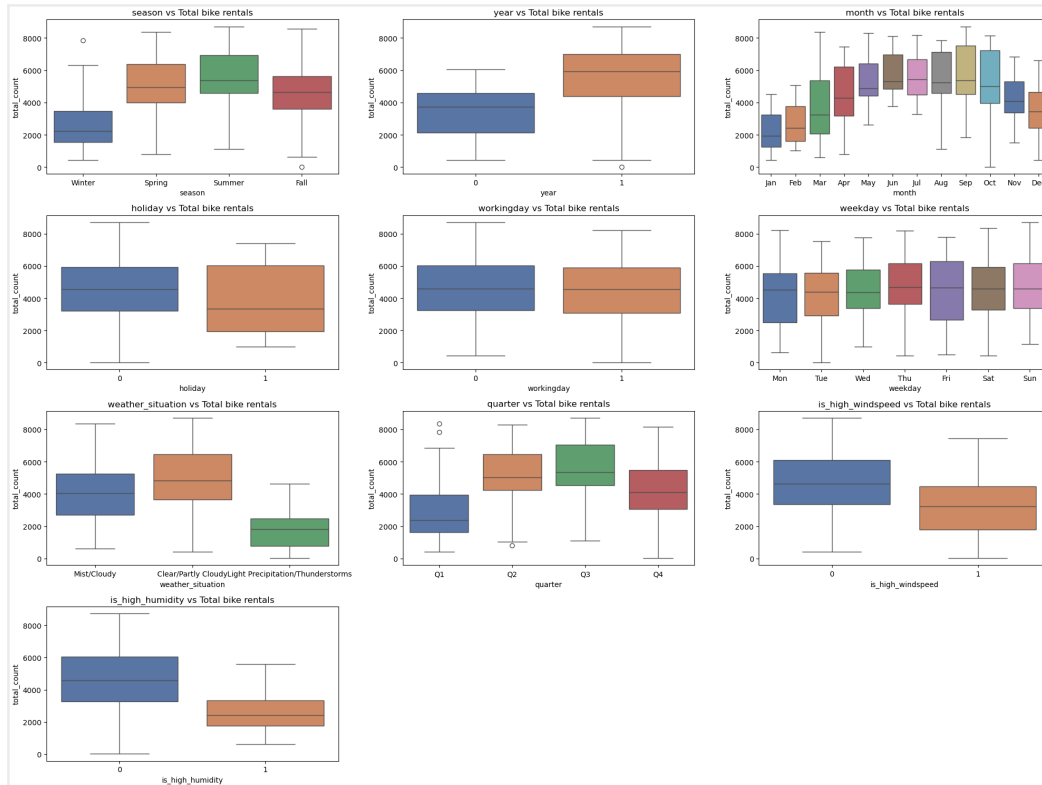 season vs Total bike rentals
total_count
8000
6000
4000
2000
0
Winter Spring Summer Fall
season
year vs Total bike rentals
total_count
8000
6000
4000
2000
0
0 1
year
month vs Total bike rentals
total_count
8000
6000
4000
2000
0
Jan Feb Mar Apr May Jun Jul Aug Sep Oct Nov De
month
holiday vs Total bike rentals
total_count
8000
6000
4000
2000
0
0 1
holiday
workingday vs Total bike rentals
total_count
8000
6000
4000
2000
0
0 1
workingday
weekday vs Total bike rentals
total_count
8000
6000
4000
2000
0
Mon Tue Wed Thu Fri Sat Sun
weekday
weather_situation vs Total bike rentals
total_count
8000
6000
4000
2000
0
Mist/Cloudy Clear/Partly CloudyLight Precipitation/Thunderstorms
weather_situation
quarter vs Total bike rentals
total_count
8000
6000
4000
2000
0
Q1 Q2 Q3 Q4
quarter
is_high_windspeed vs Total bike rentals
total_count
8000
6000
4000
2000
0
0 1
is_high_windspeed
is_high_humidity vs Total bike rentals
total_count
8000
6000
4000
2000
0
0 1
is_high_humidity